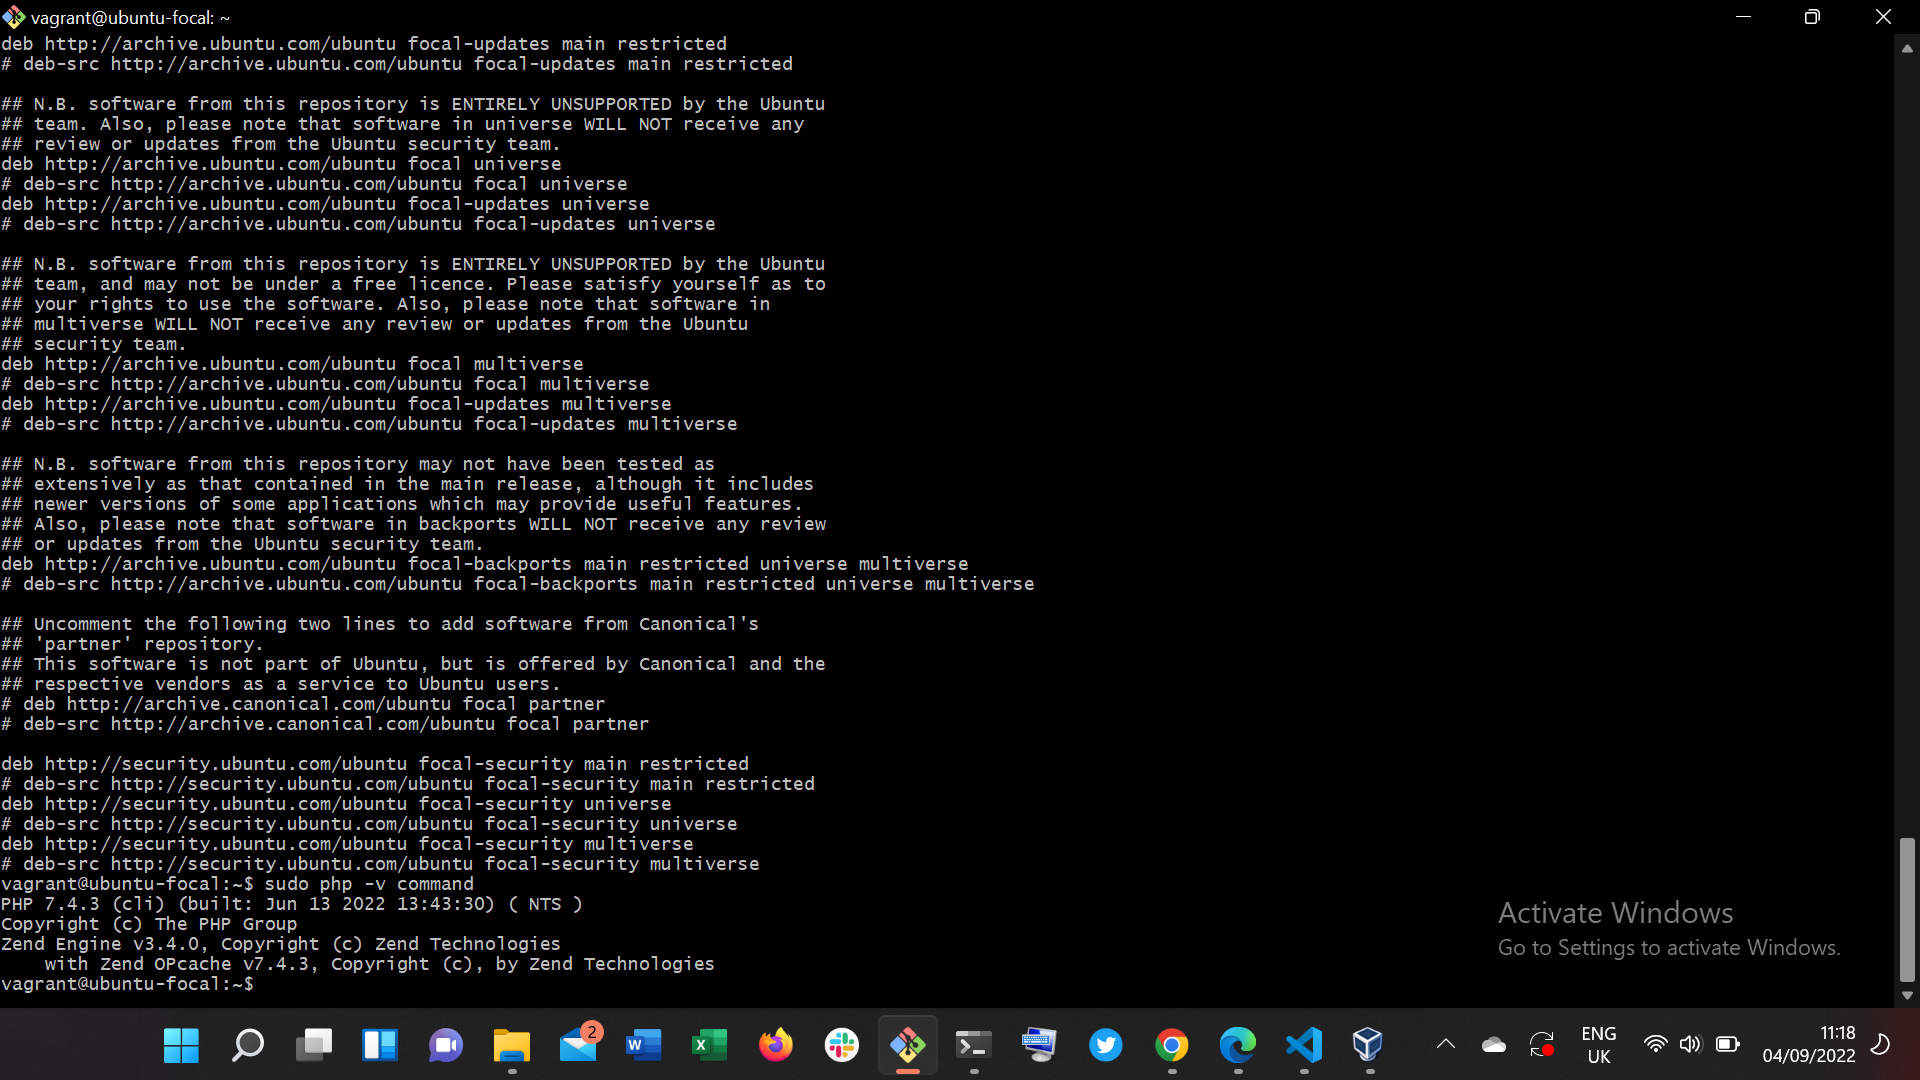 vagrant@ubuntu-focal: ~
deb http://archive.ubuntu.com/ubuntu focal-updates main restricted
# deb-src http://archive.ubuntu.com/ubuntu focal-updates main restricted
## N.B. software from this repository is ENTIRELY UNSUPPORTED by the Ubuntu
## team. Also, please note that software in universe WILL NOT receive any
## review or updates from the Ubuntu security team.
deb http://archive.ubuntu.com/ubuntu focal universe
# deb-src http://archive.ubuntu.com/ubuntu focal universe
deb http://archive.ubuntu.com/ubuntu focal-updates universe
# deb-src http://archive.ubuntu.com/ubuntu focal-updates universe
## N.B. software from this repository is ENTIRELY UNSUPPORTED by the Ubuntu
## team, and may not be under a free licence. Please satisfy yourself as to
## your rights to use the software. Also, please note that software in
## multiverse WILL NOT receive any review or updates from the Ubuntu
## security team.
deb http://archive.ubuntu.com/ubuntu focal multiverse
# deb-src http://archive.ubuntu.com/ubuntu focal multiverse
deb http://archive.ubuntu.com/ubuntu focal-updates multiverse
# deb-src http://archive.ubuntu.com/ubuntu focal-updates multiverse
## N.B. software from this repository may not have been tested as
## extensively as that contained in the main release, although it includes
## newer versions of some applications which may provide useful features.
## Also, please note that software in backports WILL NOT receive any review
## or updates from the Ubuntu security team.
deb http://archive.ubuntu.com/ubuntu focal-backports main restricted universe multiverse
# deb-src http://archive.ubuntu.com/ubuntu focal-backports main restricted universe multiverse
## Uncomment the following two lines to add software from Canonical's
## 'partner' repository.
## This software is not part of Ubuntu, but is offered by Canonical and the
## respective vendors as a service to Ubuntu users.
# deb http://archive.canonical.com/ubuntu focal partner
# deb-src http://archive.canonical.com/ubuntu focal partner
deb http://security.ubuntu.com/ubuntu focal-security main restricted
# deb-src http://security.ubuntu.com/ubuntu focal-security main restricted
deb http://security.ubuntu.com/ubuntu focal-security universe
# deb-src http://security.ubuntu.com/ubuntu focal-security universe
deb http://security.ubuntu.com/ubuntu focal-security multiverse
# deb-src http://security.ubuntu.com/ubuntu focal-security multiverse
vagrant@ubuntu-focal:~$ sudo php -v command
PHP 7.4.3 (cli) (built: Jun 13 2022 13:43:30) ( NTS )
Copyright (c) The PHP Group
Zend Engine v3.4.0, Copyright (c) Zend Technologies
    with Zend OPcache v7.4.3, Copyright (c), by Zend Technologies
vagrant@ubuntu-focal:~$
Activate Windows
Go to Settings to activate Windows.
2
W
X
ENG
UK
11:18
04/09/2022